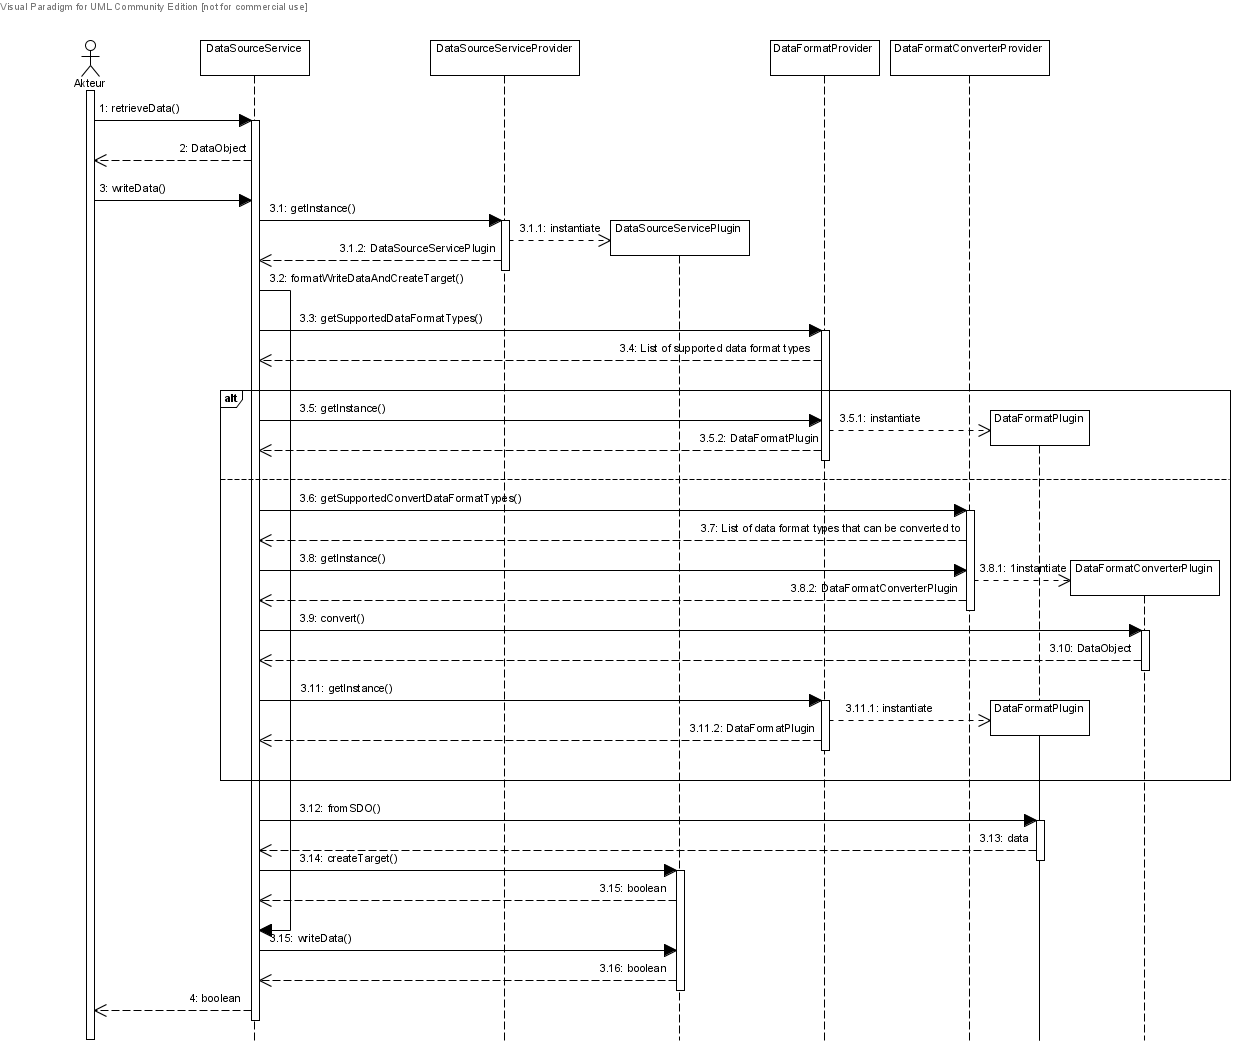 Visual Paradigm for UML Community Edition [not for commercial use]
DataSourceService
DataSourceServiceProvider
DataFormatProvider
DataFormatConverterProvider
Akteur
1: retrieveData()
2: DataObject
3: writeData()
3.1: getInstance()
3.1.1: instantiate
DataSourceServicePlugin
3.1.2: DataSourceServicePlugin
3.2: formatWriteDataAndCreateTarget()
3.3: getSupportedDataFormatTypes()
3.4: List of supported data format types
alt
3.5: getInstance()
3.5.1: instantiate
DataFormatPlugin
3.5.2: DataFormatPlugin
3.6: getSupportedConvertDataFormatTypes()
3.7: List of data format types that can be converted to
3.8: getInstance()
3.8.1: 1instantiate
DataFormatConverterPlugin
3.8.2: DataFormatConverterPlugin
3.9: convert()
3.10: DataObject
3.11: getInstance()
3.11.1: instantiate
DataFormatPlugin
3.11.2: DataFormatPlugin
3.12: fromSDO()
3.13: data
3.14: createTarget()
3.15: boolean
3.15: writeData()
3.16: boolean
4: boolean